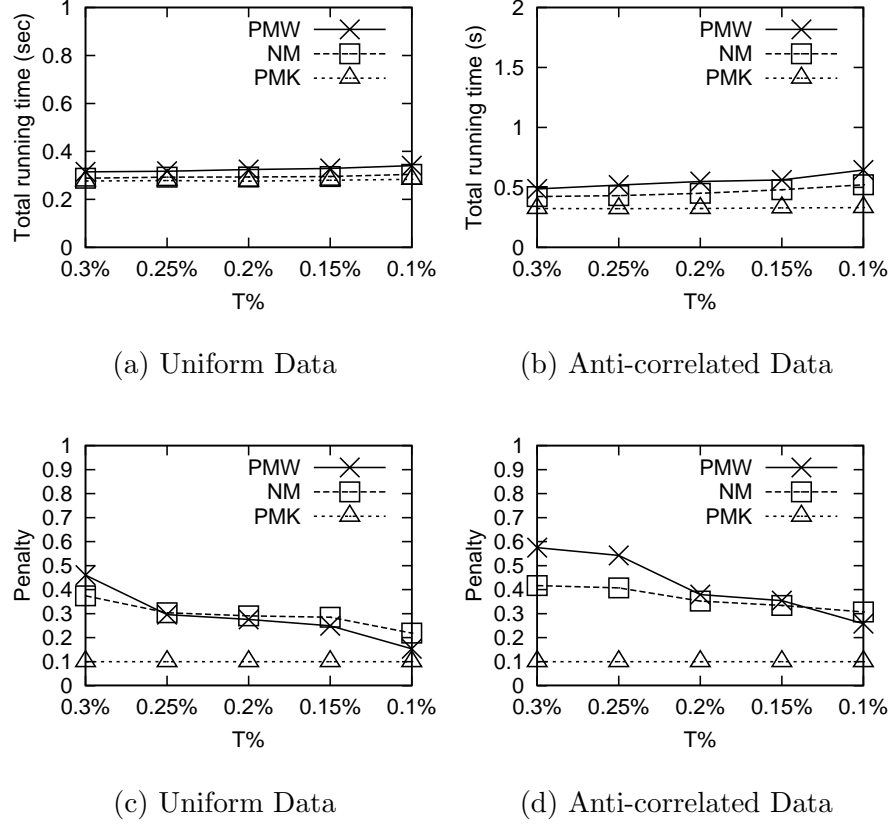 Total running time (sec)
1
0.8
0.6
0.4
0.2
0
PMW
NM
PMK
0.3% 0.25% 0.2% 0.15% 0.1%
T%
(a) Uniform Data
Total running time (s)
2
1.5
1
0.5
0
PMW
NM
PMK
0.3% 0.25% 0.2% 0.15% 0.1%
T%
(b) Anti-correlated Data
Penalty
1
0.9
0.8
0.7
0.6
0.5
0.4
0.3
0.2
0.1
0
PMW
NM
PMK
0.3% 0.25% 0.2% 0.15% 0.1%
T%
(c) Uniform Data
Penalty
1
0.9
0.8
0.7
0.6
0.5
0.4
0.3
0.2
0.1
0
PMW
NM
PMK
0.3% 0.25% 0.2% 0.15% 0.1%
T%
(d) Anti-correlated Data